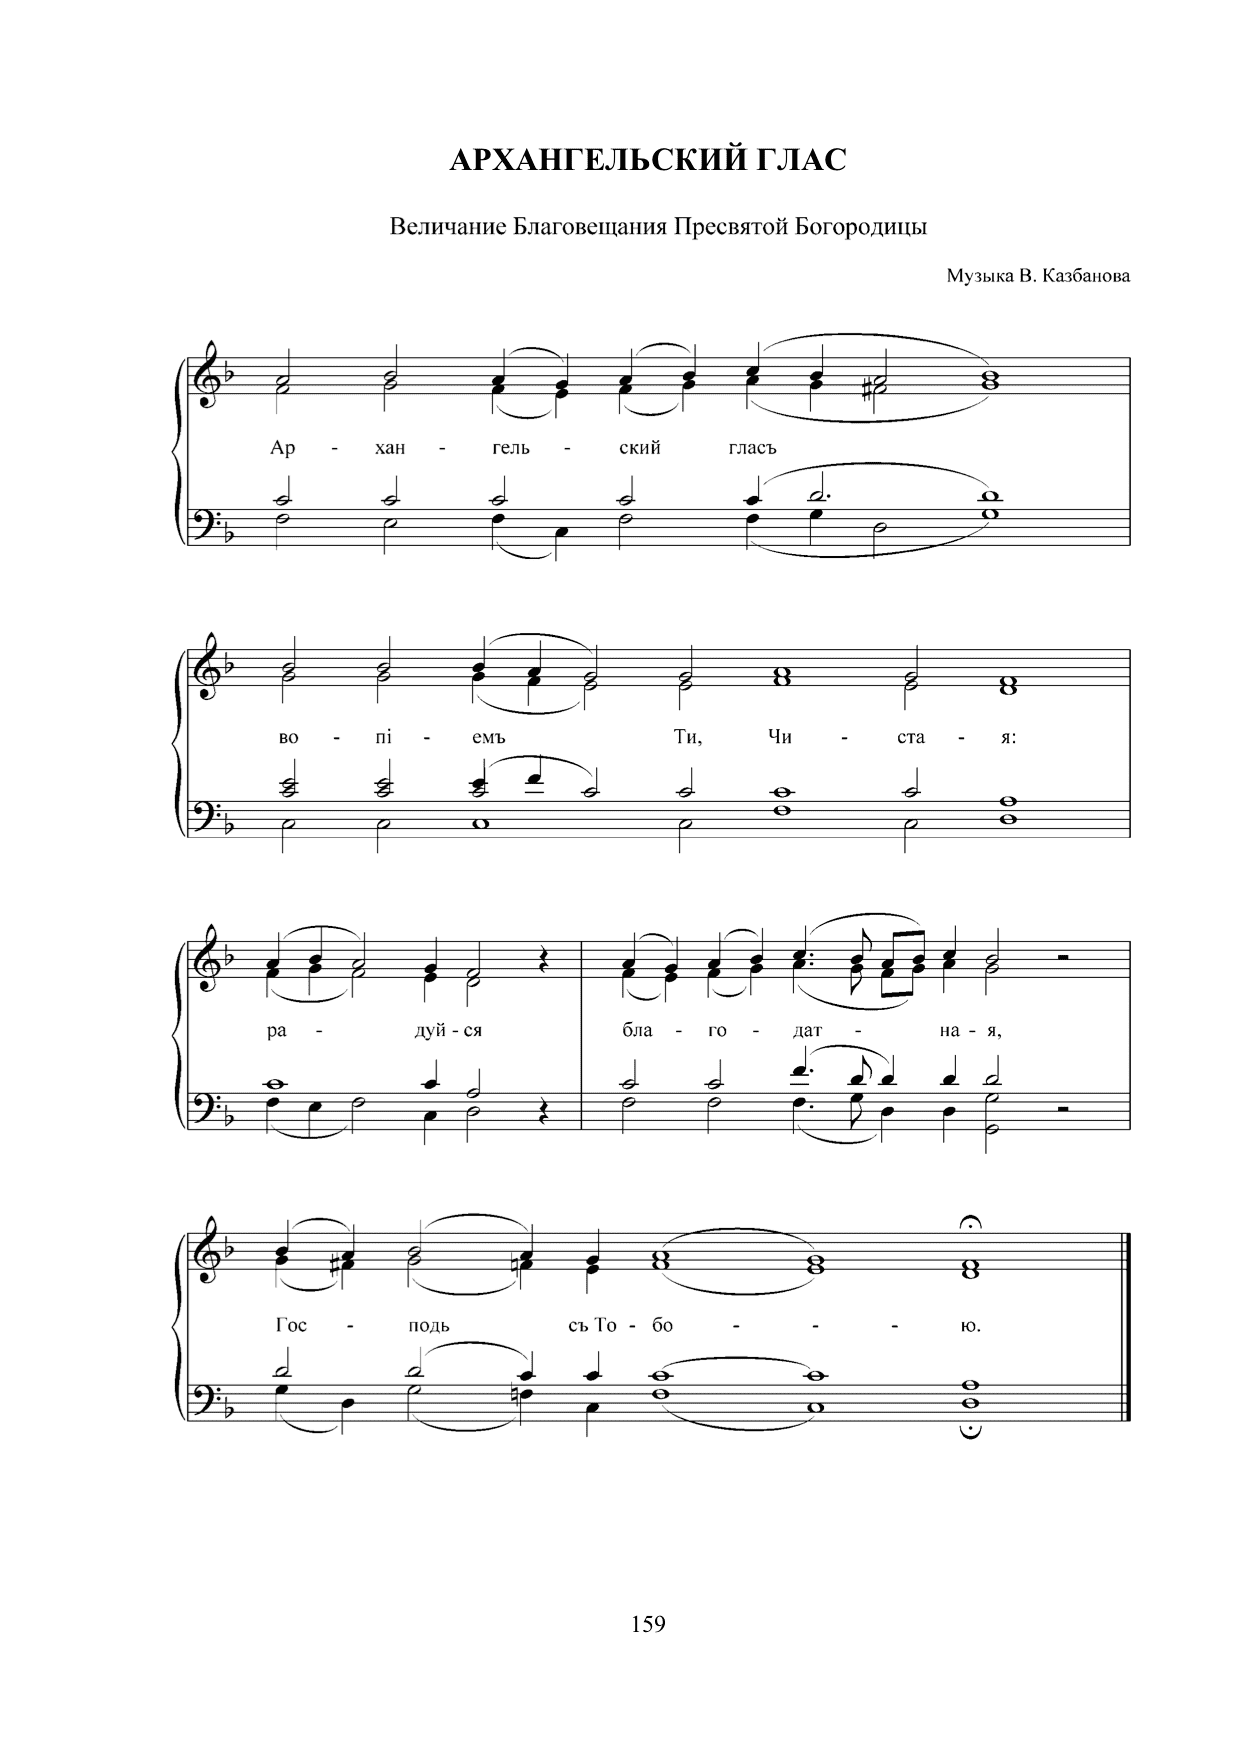 АРХАНГЕЛЬСКИЙ ГЛАС
Величание Благовещания Пресвятой Богородицы
Музыка В. Казбанова
Ар - хан - гель - ский гласъ
во - пі - емъ Ти, Чи - ста - я:
ра - дуй - ся бла - го - дат - на - я,
Гос - подь съ То - бо - - - ю.
159